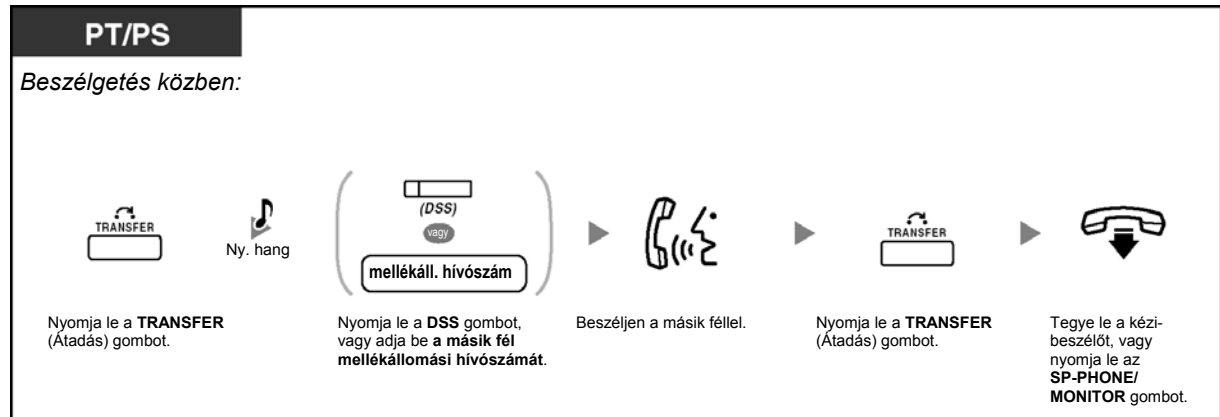 PT/PS
Beszélgetés közben:
TRANSFER
Ny. hang
(DSS)
vagy
mellékáll. hívószám
TRANSFER
Nyomja le a TRANSFER
(Átadás) gombot.
Nyomja le a DSS gombot,
vagy adja be a másik fél
mellékállomási hívószámát.
Beszéljen a másik féllel.
Nyomja le a TRANSFER
(Átadás) gombot.
Tegye le a kézi-
beszélőt, vagy
nyomja le az
SP-PHONE/
MONITOR gombot.